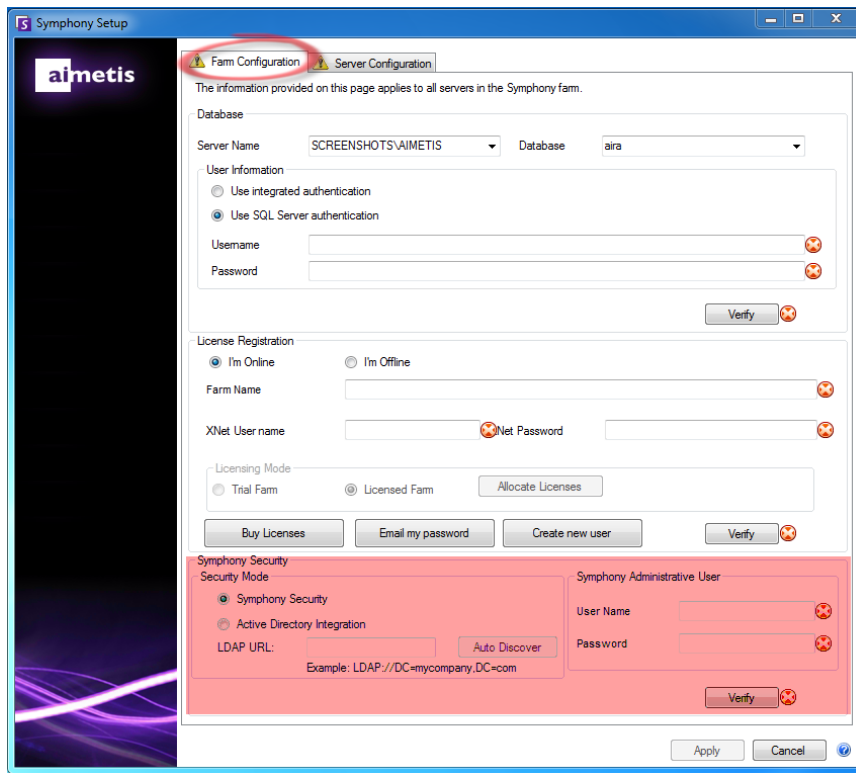 Symphony Setup
aimetis
Farm Configuration
Server Configuration
The information provided on this page applies to all servers in the Symphony farm.
Database
Server Name SCREENSHOTS\AIMETIS Database aira
User Information
Use integrated authentication
Use SQL Server authentication
Username
Password
Verify
License Registration
I'm Online I'm Offline
Farm Name
XNet User name Net Password
Licensing Mode
Trial Farm Licensed Farm Allocate Licenses
Buy Licenses Email my password Create new user Verify
Symphony Security
Security Mode
Symphony Security
Active Directory Integration
LDAP URL: Auto Discover
Example: LDAP://DC=mycompany,DC=com
Symphony Administrative User
User Name
Password
Verify
Apply Cancel